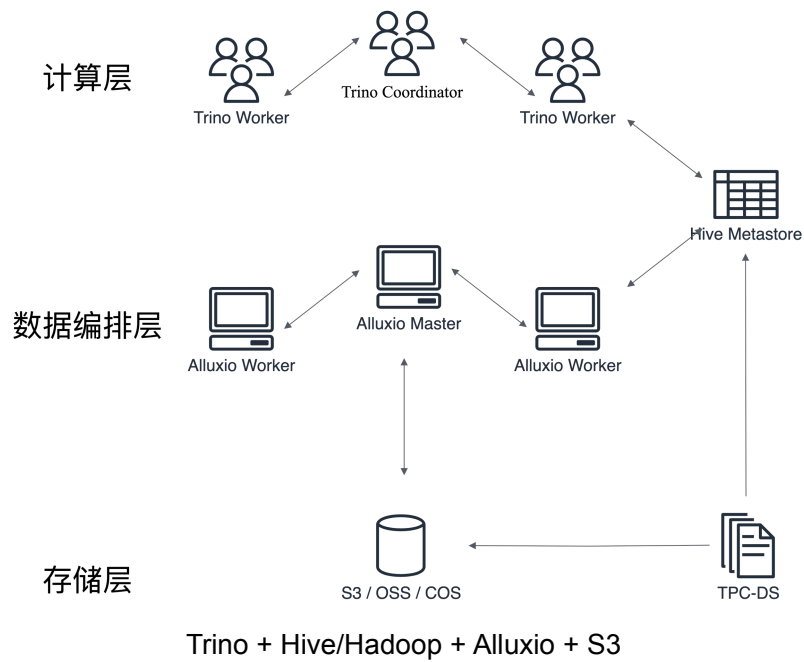 计算层
Trino Worker
Trino Coordinator
Trino Worker
Hive Metastore
数据编排层
Alluxio Worker
Alluxio Master
Alluxio Worker
存储层
S3 / OSS / COS
TPC-DS
Trino + Hive/Hadoop + Alluxio + S3